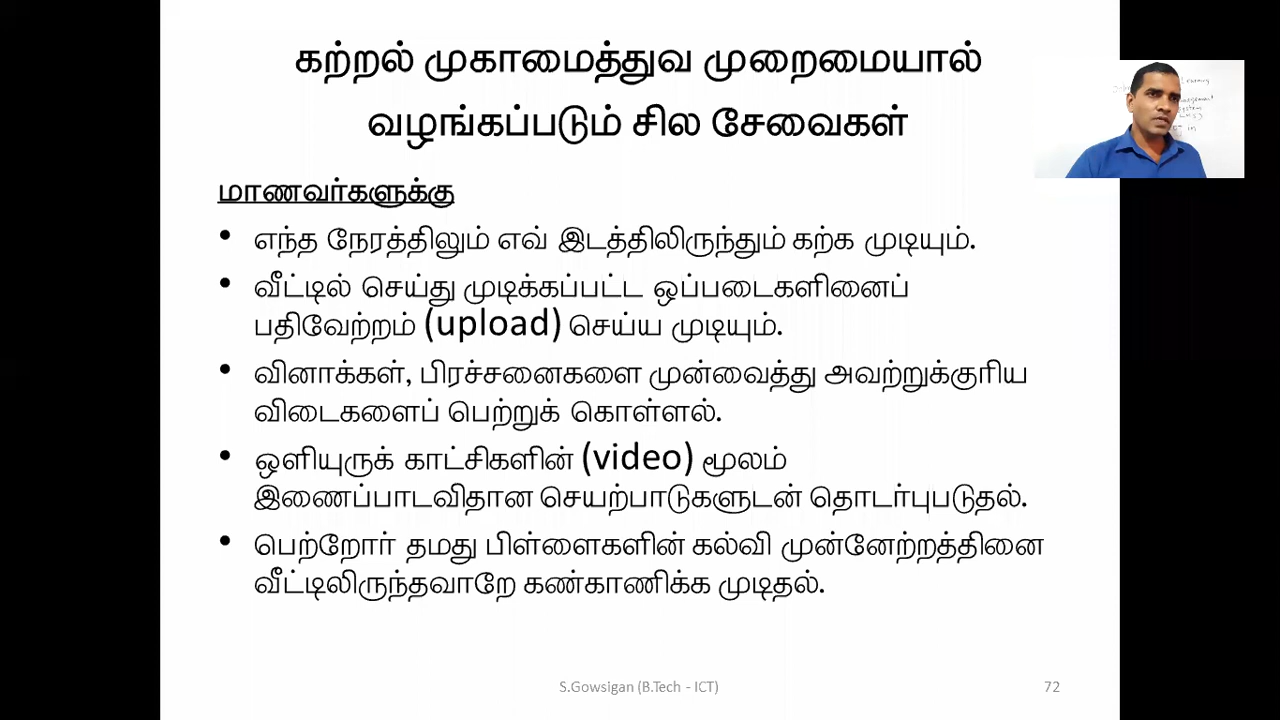 கற்றல் முகாமைத்துவ முறைமையால்
வழங்கப்படும் சில சேவைகள்
மாணவர்களுக்கு
• எந்த நேரத்திலும் எவ் இடத்திலிருந்தும் கற்க முடியும்.
• வீட்டில் செய்து முடிக்கப்பட்ட ஒப்படைகளினைப்
பதிவேற்றம் (upload) செய்ய முடியும்.
• வினாக்கள், பிரச்சனைகளை முன்வைத்து அவற்றுக்குரிய
விடைகளைப் பெற்றுக் கொள்ளல்.
• ஒளியுருக் காட்சிகளின் (video) மூலம்
இணைப்பாடவிதான செயற்பாடுகளுடன் தொடர்புபடுதல்.
• பெற்றோர் தமது பிள்ளைகளின் கல்வி முன்னேற்றத்தினை
வீட்டிலிருந்தவாறே கண்காணிக்க முடிதல்.
S.Gowsigan (B.Tech - ICT)
72